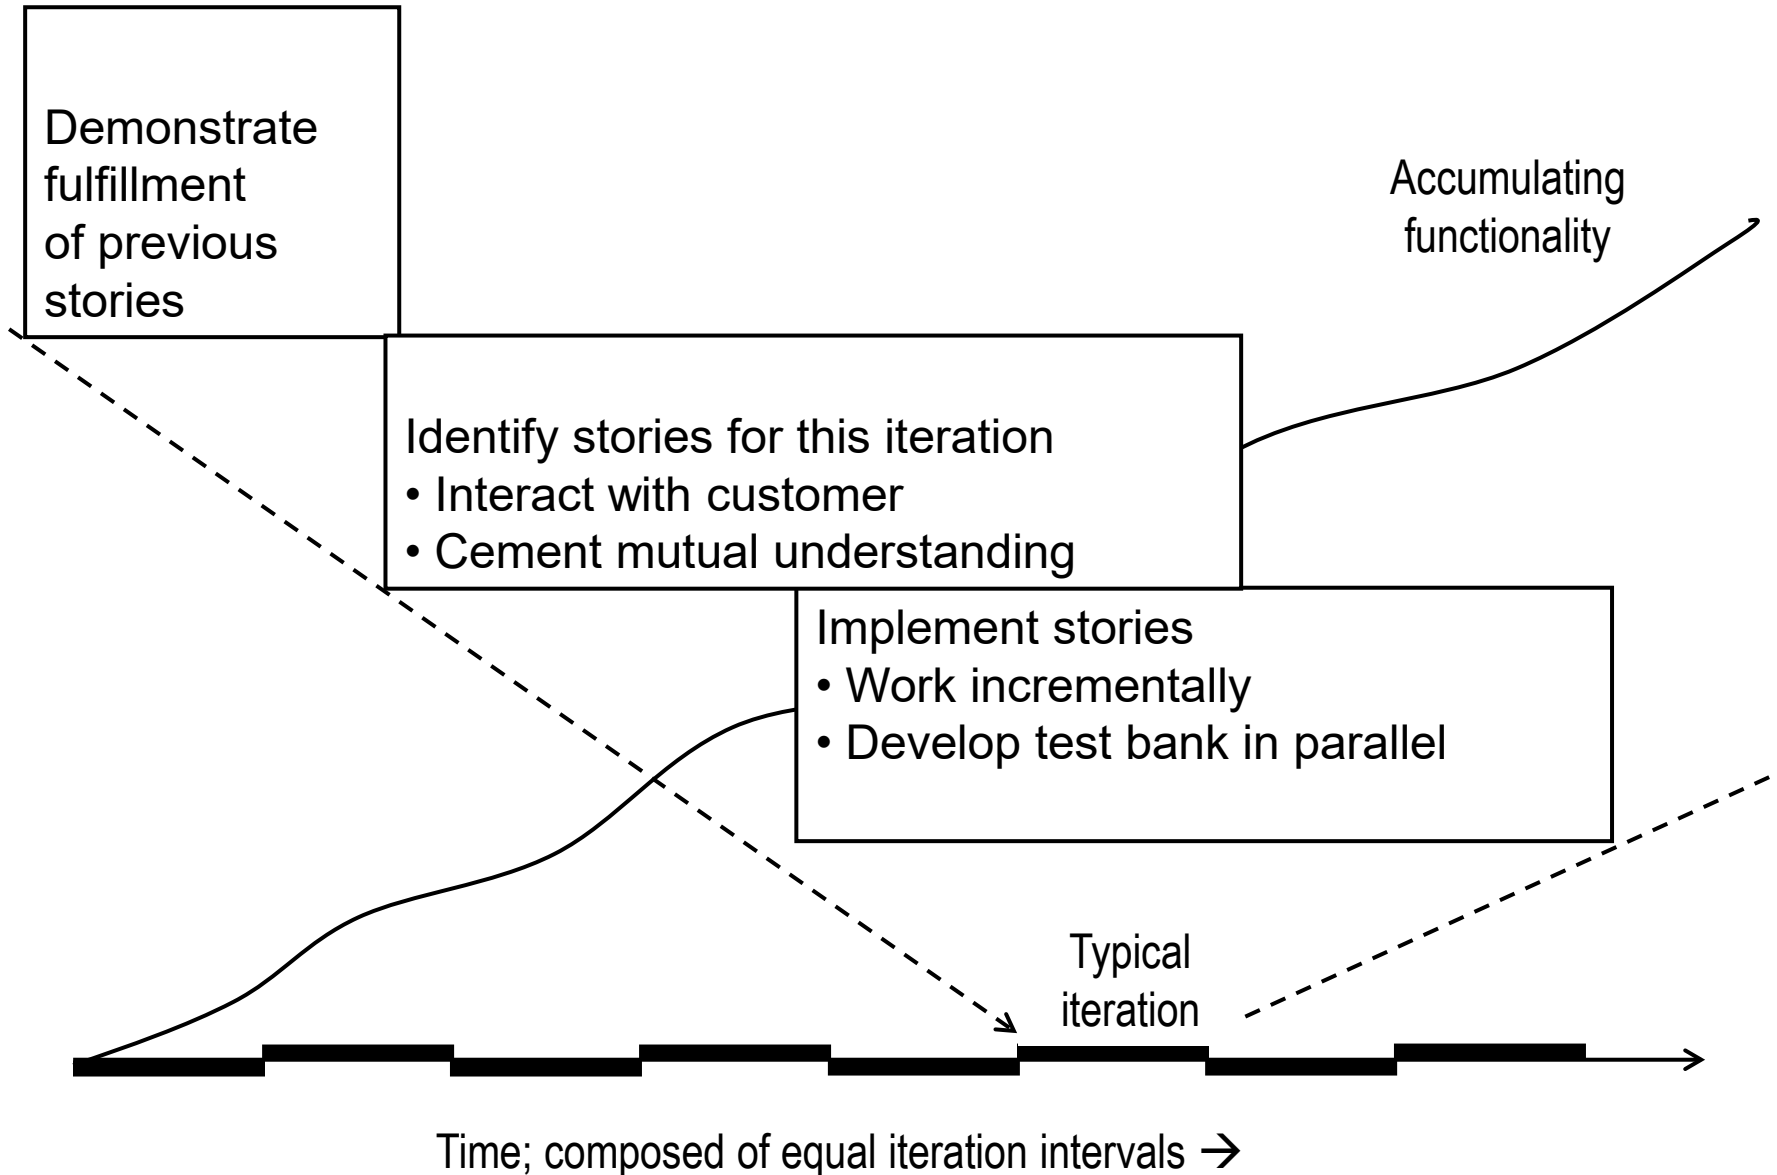 Demonstrate
fulfillment
of previous
stories
Accumulating
functionality
Identify stories for this iteration
• Interact with customer
• Cement mutual understanding
Implement stories
• Work incrementally
• Develop test bank in parallel
Typical
iteration
Time; composed of equal iteration intervals →